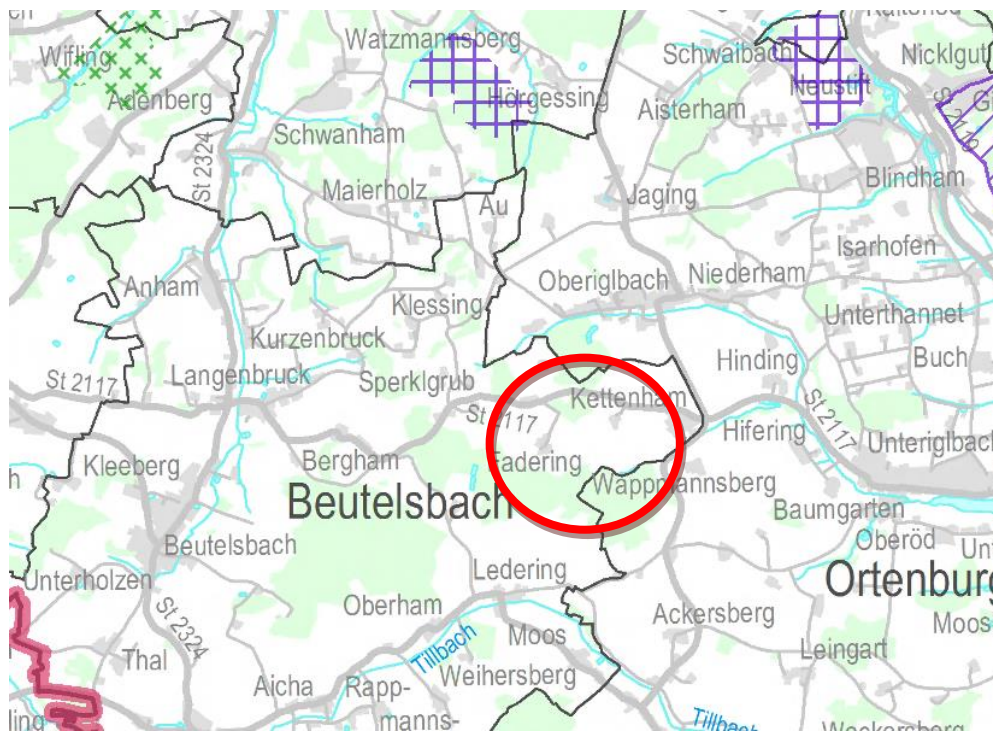 Wifling
Watzmannsberg
Schwaibach
Nicklgut
Adenberg
Hörgessing
Neustift
Aisterham
St 2119
St 2324
Schwanham
Blindham
Maierholz
Au
Jaging
Isarhofen
Anham
Oberiglbach
Niederham
Klessing
Unterthannet
Kurzenbruck
Hinding
Buch
St 2117
Langenbruck
Sperklgrub
Kettenham
St 2117
St 2117
Hifering
Unteriglbach
Kleeberg
Bergham
Fadering
Wappmannsberg
Beutelsbach
Baumgarten
Beutelsbach
Oberöd
Unterholzen
Ledering
Ortenburg
Oberham
Ackersberg
Moos
St 2324
Moos
Tillbach
Leingart
Thal
Weihersberg
Aicha
Rapp-
manns-
Tillbach